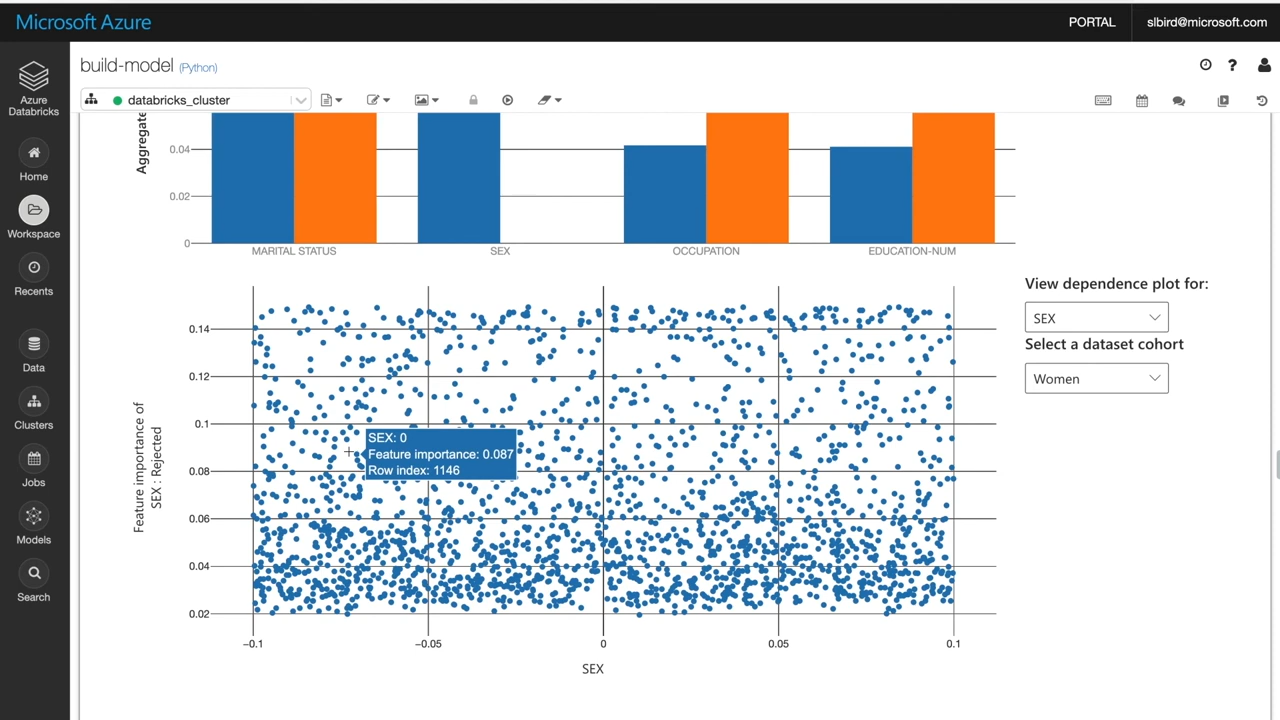 Microsoft Azure
PORTAL
slbird@microsoft.com
Azure
Databricks
Home
Workspace
Recents
Data
Clusters
Jobs
Models
Search
build-model (Python)
databricks_cluster
Aggregate
0.04
0.02
0
MARITAL STATUS
SEX
OCCUPATION
EDUCATION-NUM
View dependence plot for:
SEX
Select a dataset cohort
Women
Feature importance of
SEX : Rejected
0.14
0.12
0.1
0.08
0.06
0.04
0.02
SEX: 0
Feature importance: 0.087
Row index: 1146
−0.1
−0.05
0
0.05
0.1
SEX